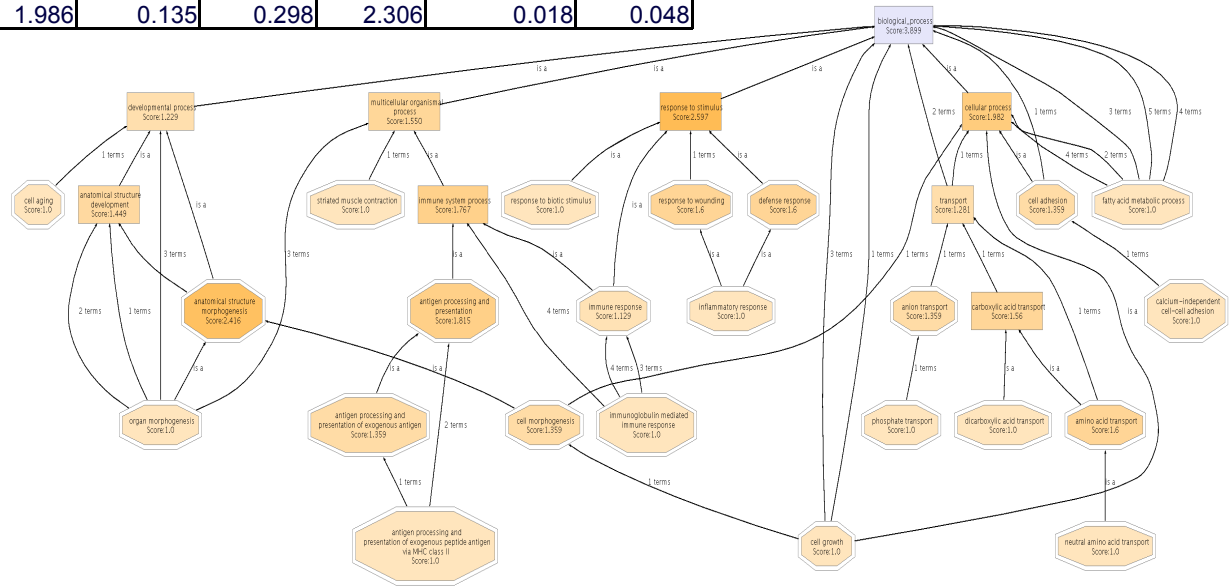 1.986 0.135 0.298 2.306 0.018 0.048
biological_process
Score:3.899
is a
is a
is a
is a
developmental process
Score:1.229
multicellular organismal
process
Score:1.550
response to stimulus
Score:2.597
2 terms
cellular process
Score:1.982
1 terms
3 terms
5 terms
4 terms
1 terms
is a
1 terms
is a
is a
1 terms
is a
1 terms
is a
4 terms
2 terms
cell aging
Score:1.0
anatomical structure
development
Score:1.449
is a
striated muscle contraction
Score:1.0
immune system process
Score:1.767
response to biotic stimulus
Score:1.0
is a
response to wounding
Score:1.6
defense response
Score:1.6
transport
Score:1.281
cell adhesion
Score:1.359
fatty acid metabolic process
Score:1.0
3 terms
3 terms
is a
is a
is a
is a
3 terms
1 terms
1 terms
1 terms
1 terms
1 terms
2 terms
1 terms
anatomical structure
morphogenesis
Score:2.416
antigen processing and
presentation
Score:1.815
4 terms
immune response
Score:1.129
inflammatory response
Score:1.0
anion transport
Score:1.359
carboxylic acid transport
Score:1.56
1 terms
is a
calcium-independent
cell-cell adhesion
Score:1.0
is a
is a
is a
4 terms
3 terms
1 terms
is a
is a
organ morphogenesis
Score:1.0
antigen processing and
presentation of exogenous antigen
Score:1.359
2 terms
cell morphogenesis
Score:1.359
immunoglobulin mediated
immune response
Score:1.0
phosphate transport
Score:1.0
dicarboxylic acid transport
Score:1.0
amino acid transport
Score:1.6
1 terms
1 terms
is a
antigen processing and
presentation of exogenous peptide antigen
via MHC class II
Score:1.0
cell growth
Score:1.0
neutral amino acid transport
Score:1.0